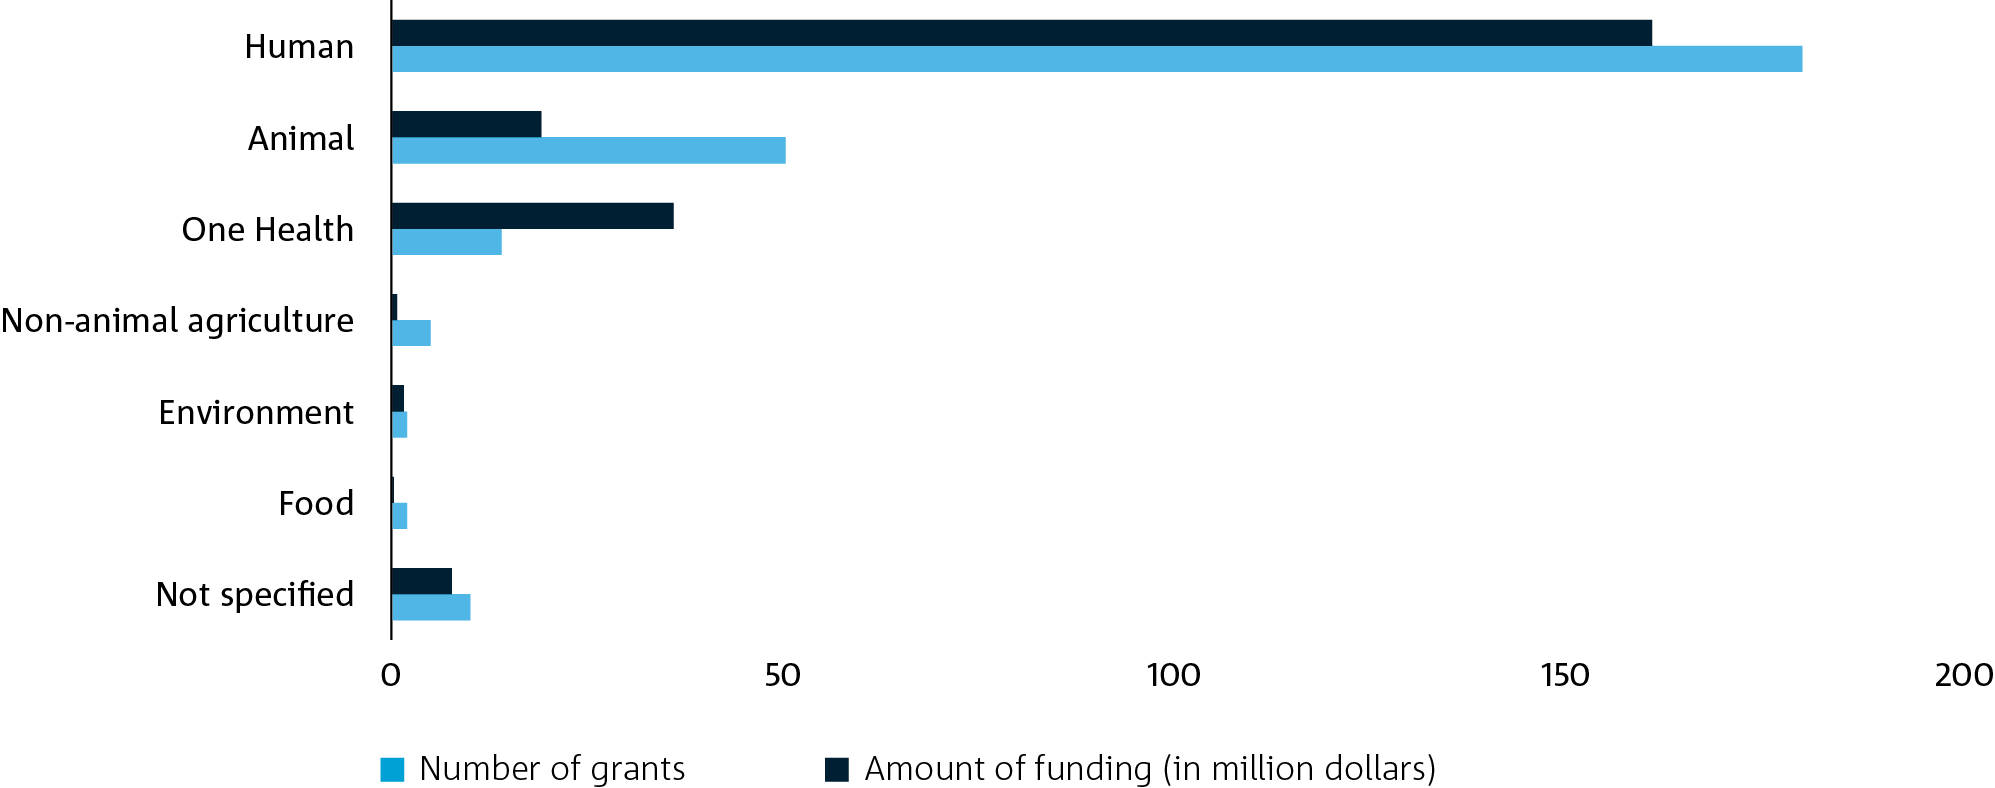 Human
Animal
One Health
Non-animal agriculture
Environment
Food
Not specified
0 50 100 150 200
Number of grants Amount of funding (in million dollars)